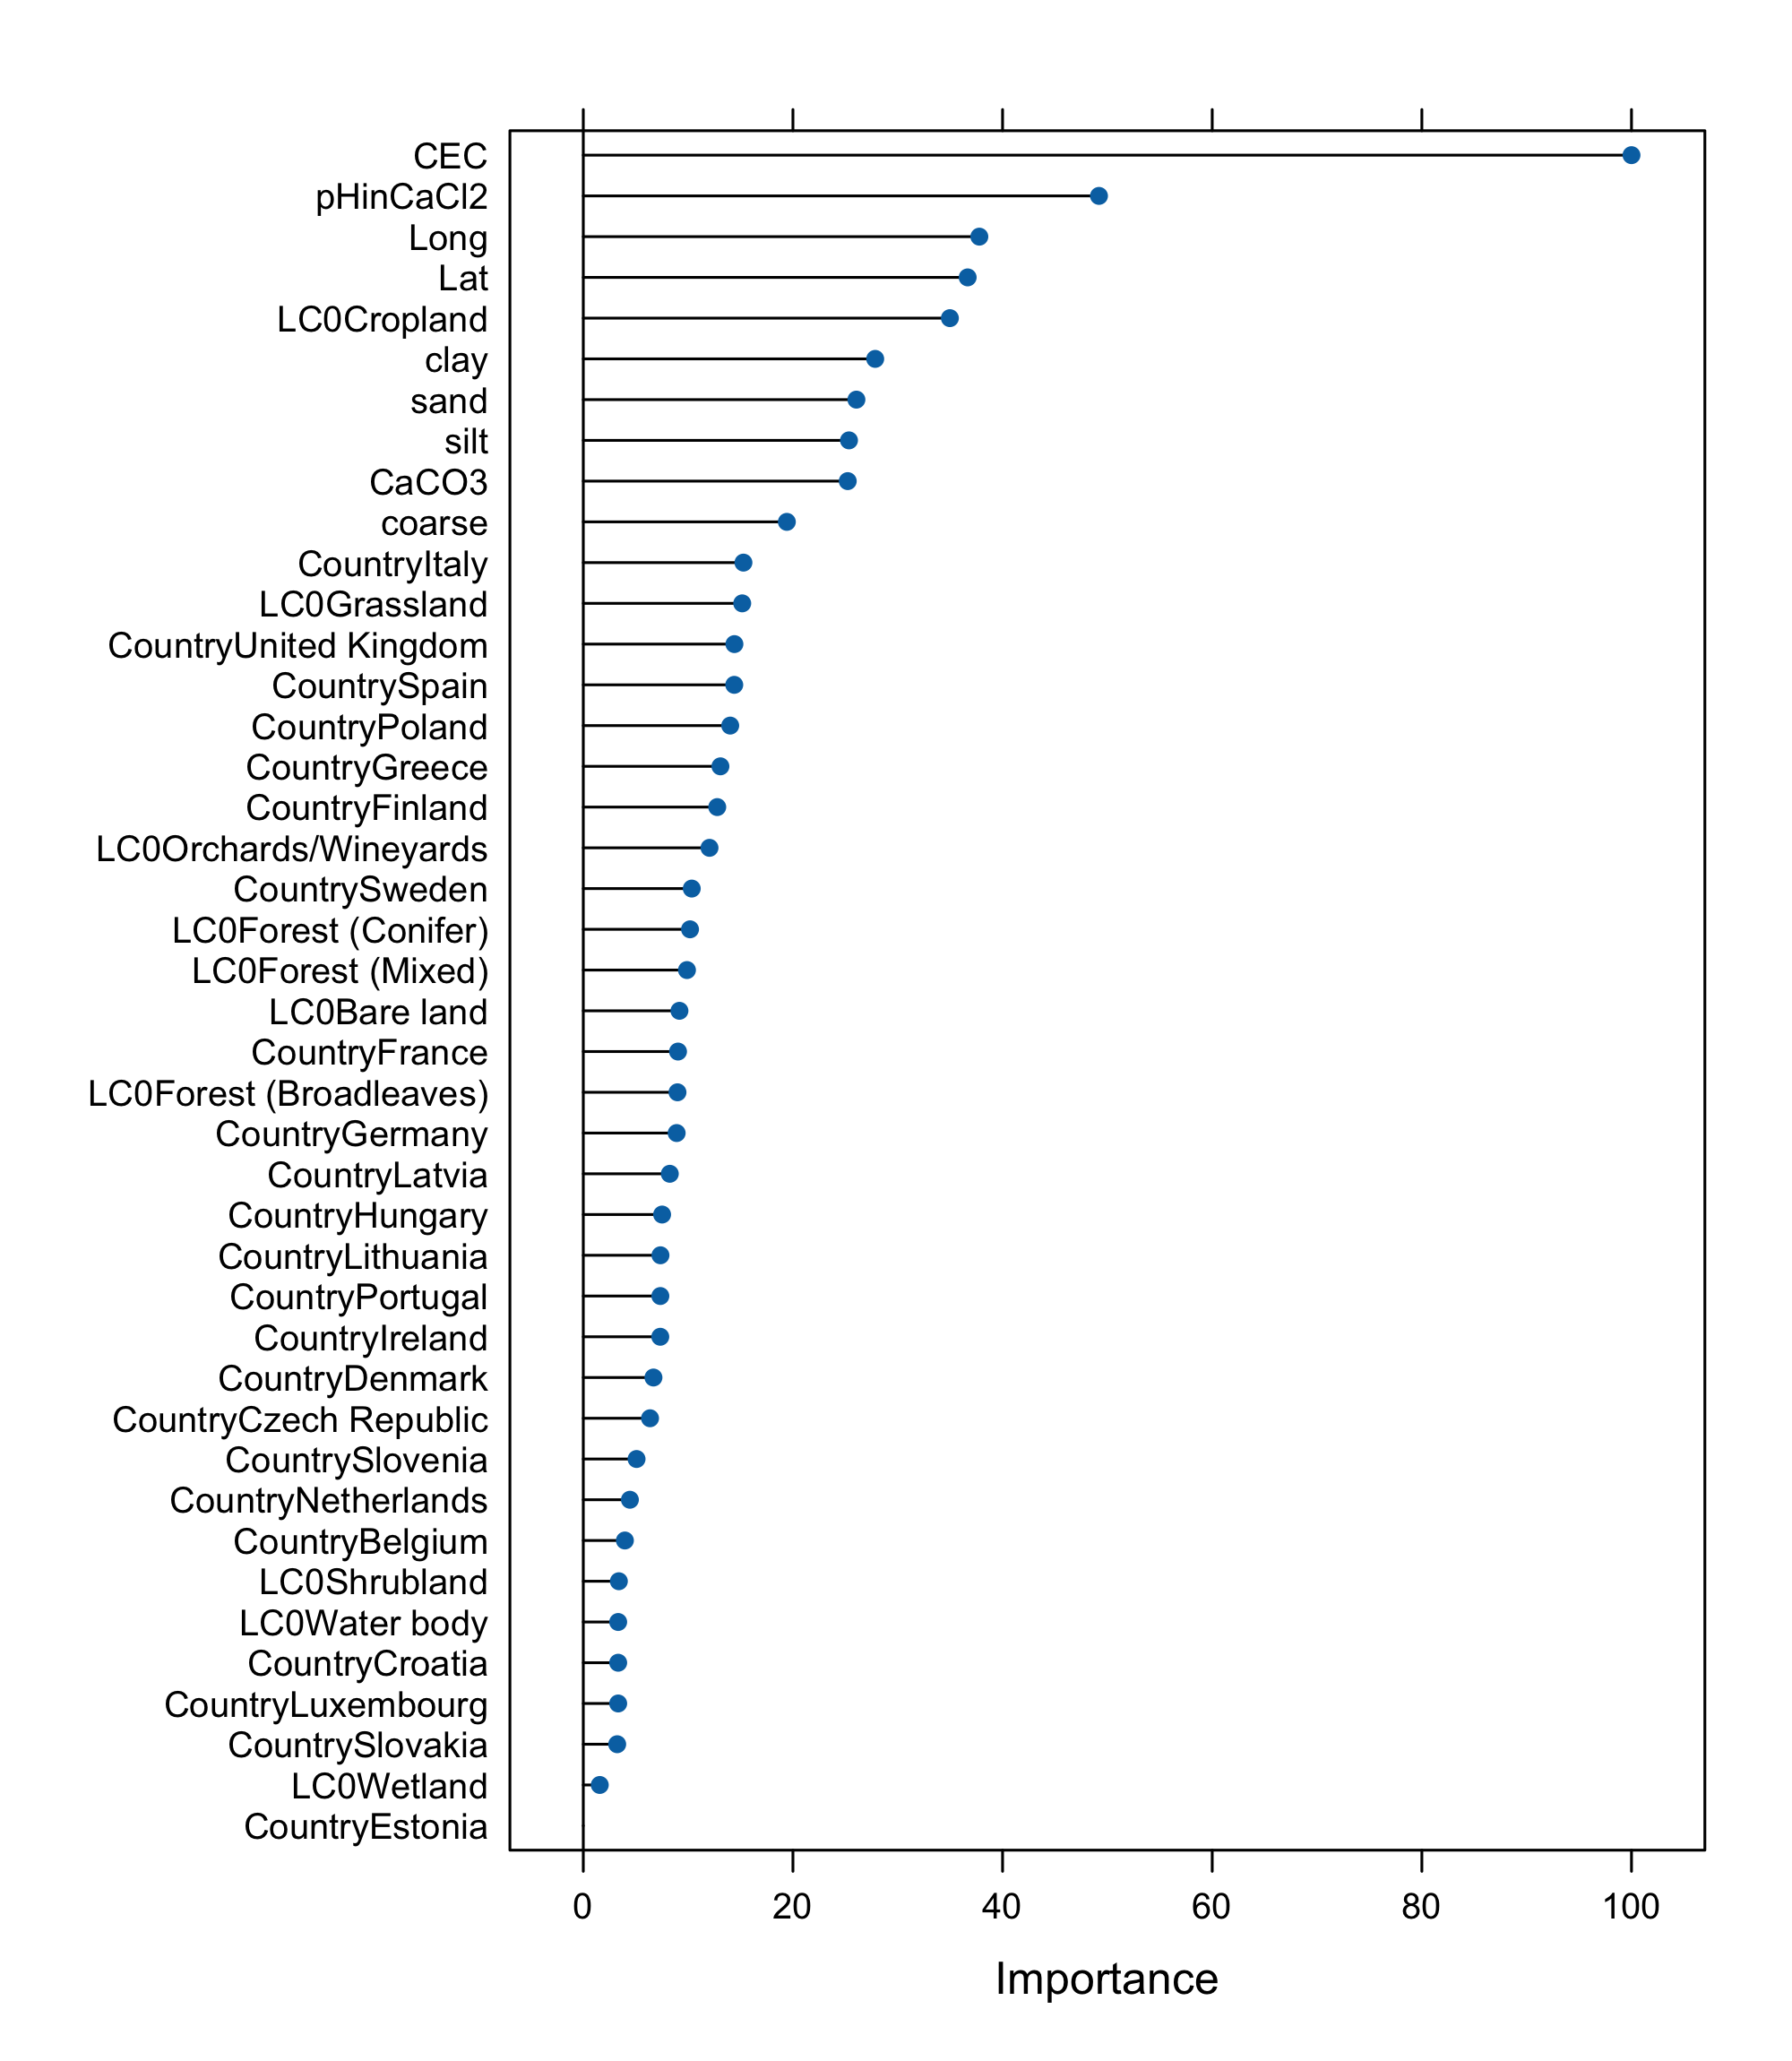 CEC
pHinCaCl2
Long
Lat
LC0Cropland
clay
sand
silt
CaCO3
coarse
CountryItaly
LC0Grassland
CountryUnited Kingdom
CountrySpain
CountryPoland
CountryGreece
CountryFinland
LC0Orchards/Wineyards
CountrySweden
LC0Forest (Conifer)
LC0Forest (Mixed)
LC0Bare land
CountryFrance
LC0Forest (Broadleaves)
CountryGermany
CountryLatvia
CountryHungary
CountryLithuania
CountryPortugal
CountryIreland
CountryDenmark
CountryCzech Republic
CountrySlovenia
CountryNetherlands
CountryBelgium
LC0Shrubland
LC0Water body
CountryCroatia
CountryLuxembourg
CountrySlovakia
LC0Wetland
CountryEstonia
0 20 40 60 80 100
Importance